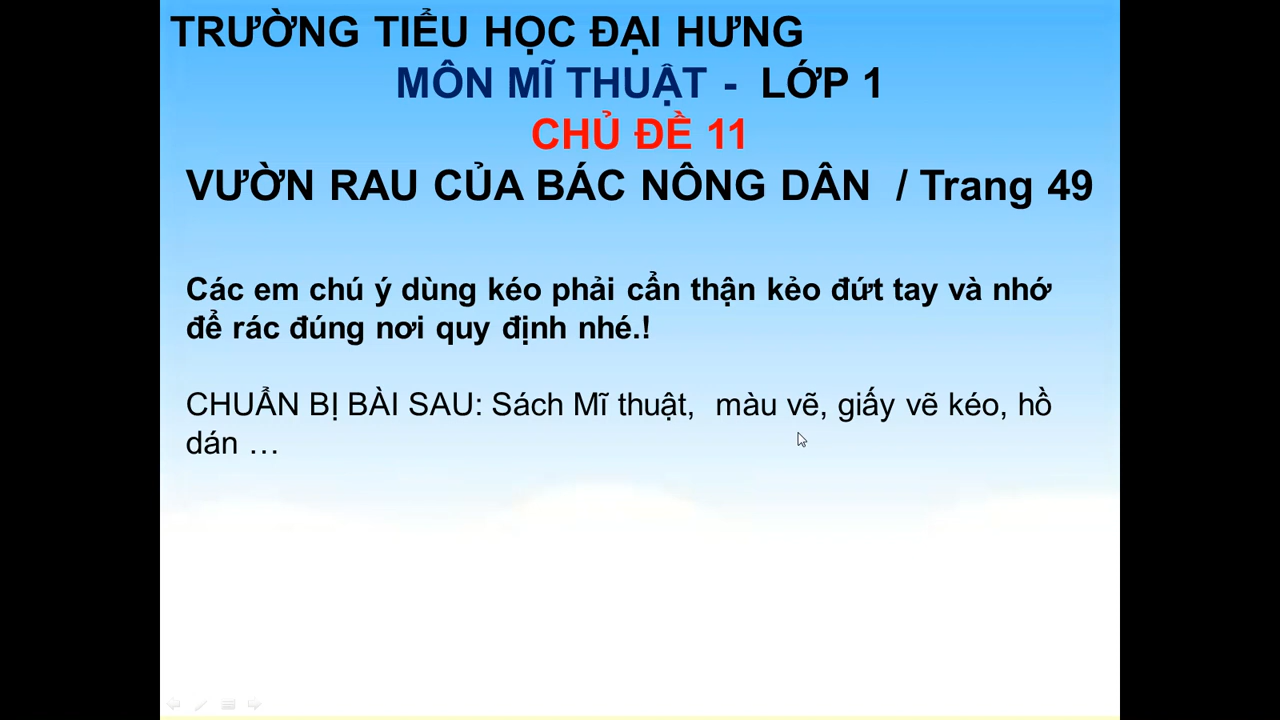 TRƯỜNG TIỂU HỌC ĐẠI HƯNG
MÔN MĨ THUẬT - LỚP 1
CHỦ ĐỀ 11
VƯỜN RAU CỦA BÁC NÔNG DÂN / Trang 49
Các em chú ý dùng kéo phải cẩn thận kẻo đứt tay và nhớ
để rác đúng nơi quy định nhé.!
CHUẨN BỊ BÀI SAU: Sách Mĩ thuật, màu vẽ, giấy vẽ kéo, hồ
dán …